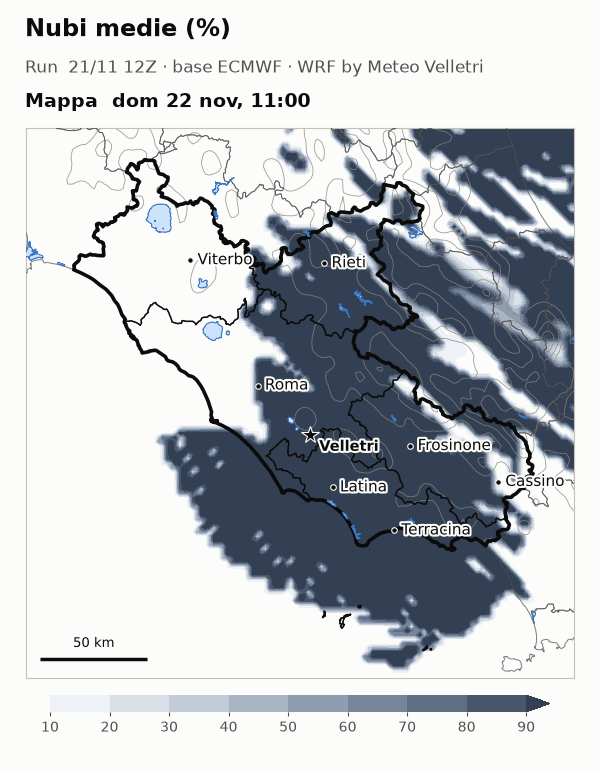 Nubi medie (%)
Run  21/11 12Z · base ECMWF · WRF by Meteo Velletri
Mappa  dom 22 nov, 11:00
Viterbo
Rieti
Roma
Velletri
Frosinone
Cassino
Latina
Terracina
50 km
10 20 30 40 50 60 70 80 90